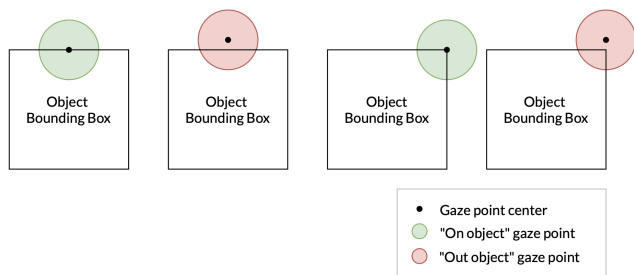 Object
Bounding Box
Object
Bounding Box
Object
Bounding Box
Object
Bounding Box
Gaze point center
"On object" gaze point
"Out object" gaze point